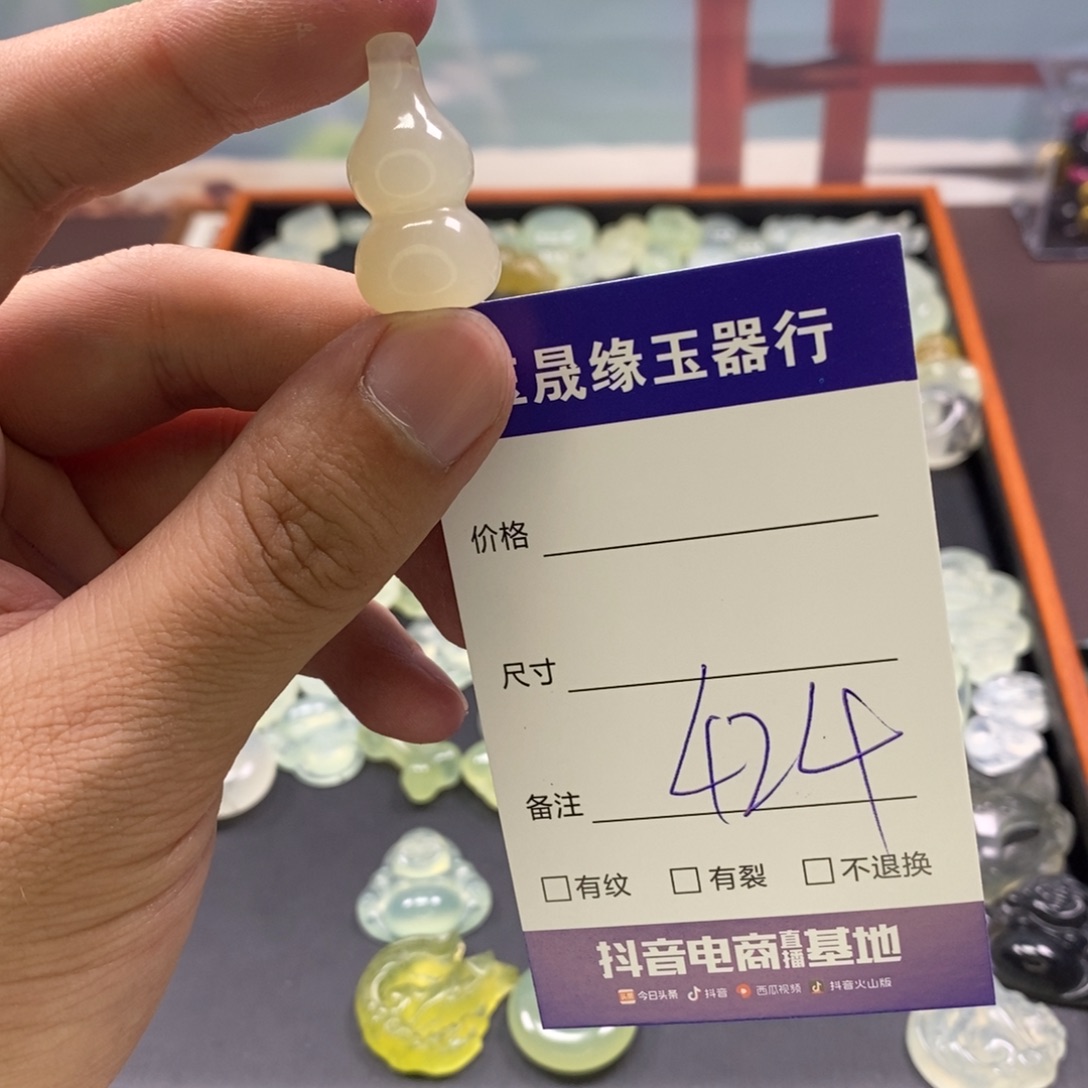 晟缘玉器行
价格
尺寸
424
备注
有纹 有裂 不退换
抖音电商直播基地
头条 今日头条 抖音 西瓜视频 抖音火山版